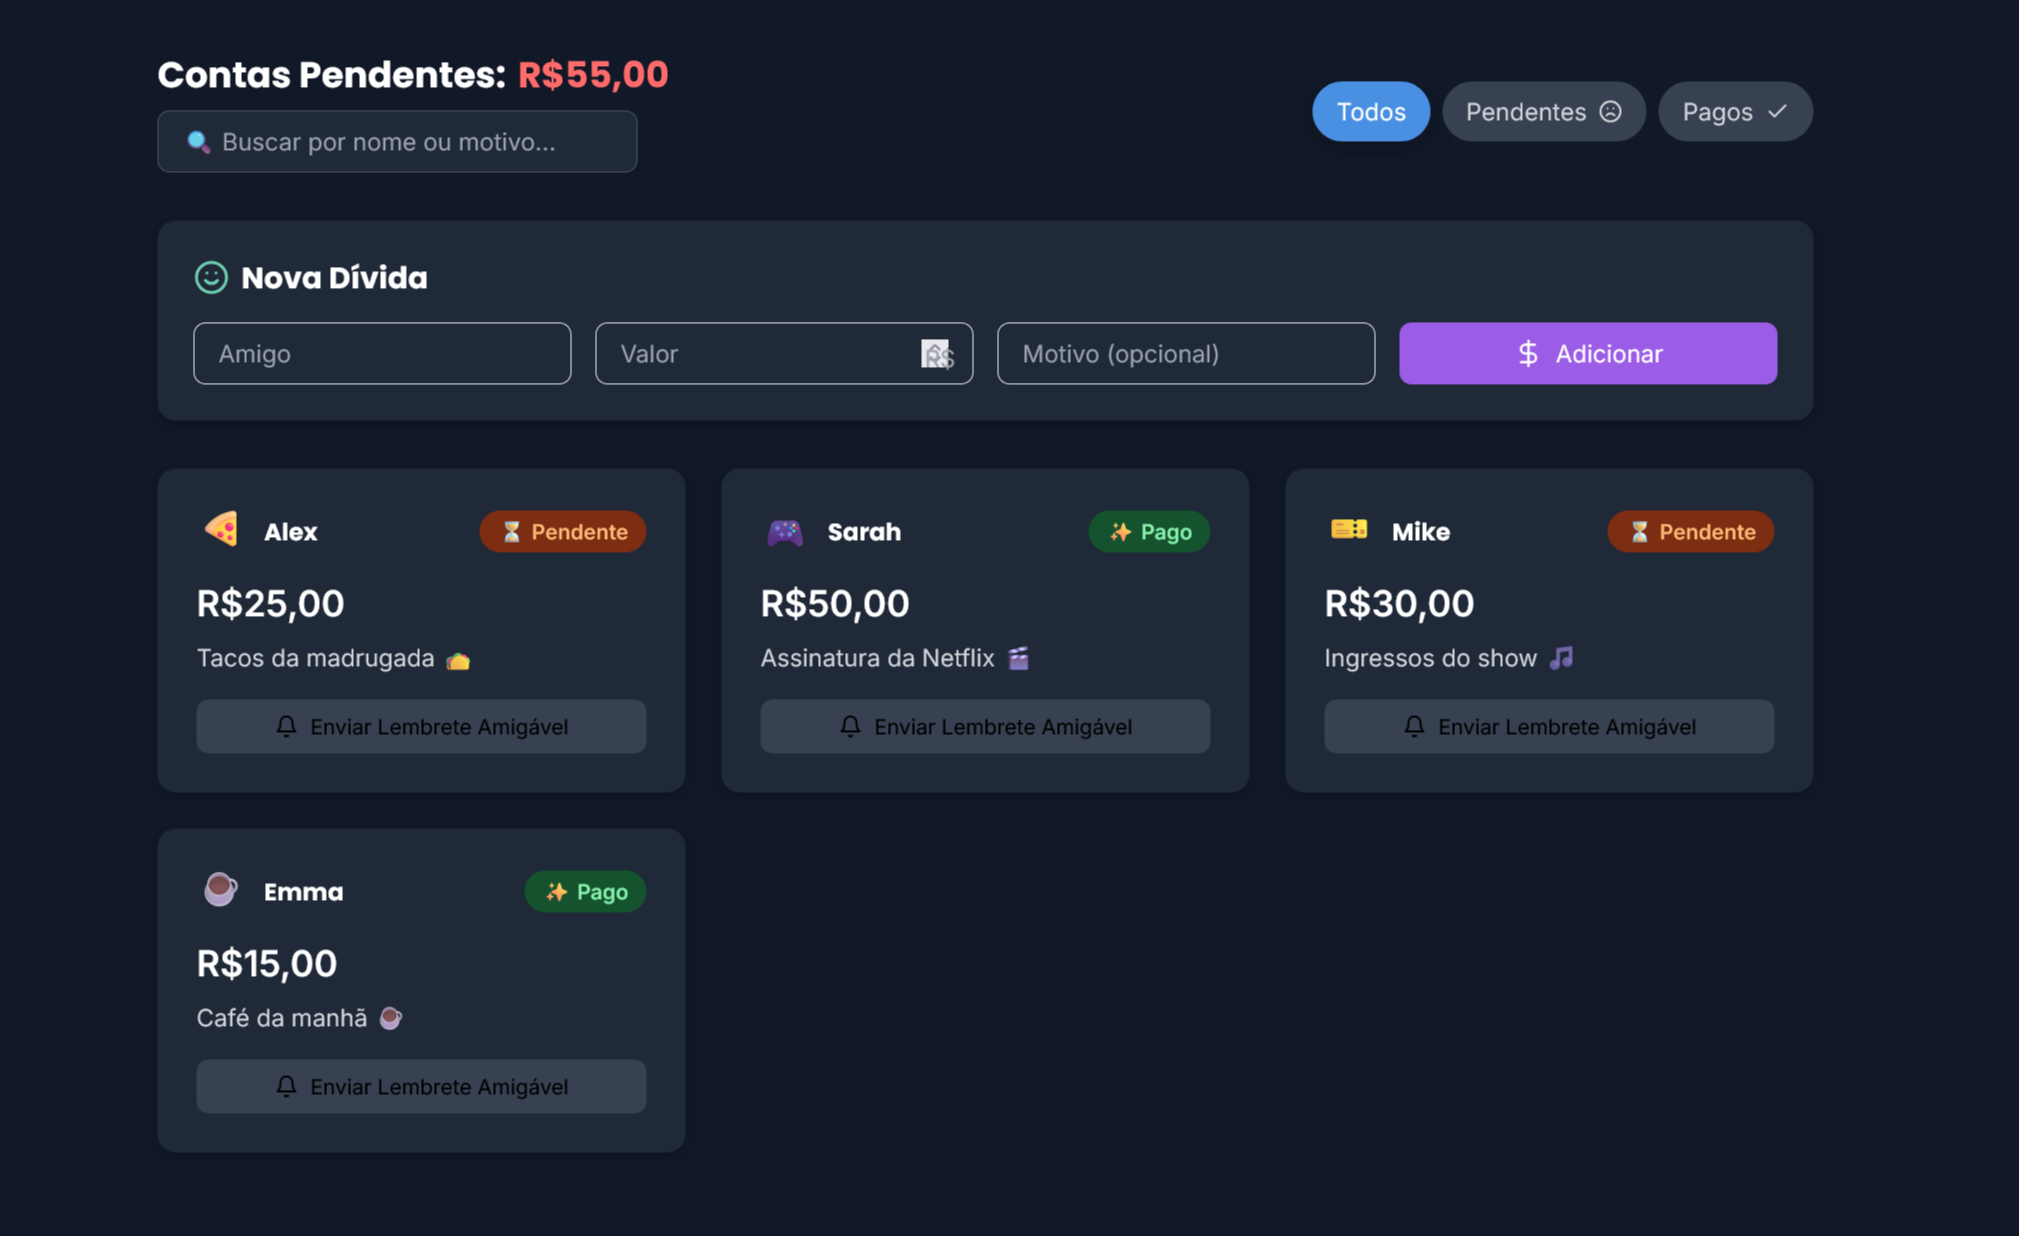 Contas Pendentes: R$55,00
🔍 Buscar por nome ou motivo...
Todos
Pendentes
Pagos
Nova Dívida
Amigo
Valor
R$
Motivo (opcional)
$ Adicionar
Alex
⏳ Pendente
R$25,00
Tacos da madrugada 🌮
Enviar Lembrete Amigável
Sarah
✨ Pago
R$50,00
Assinatura da Netflix 🎬
Enviar Lembrete Amigável
Mike
⏳ Pendente
R$30,00
Ingressos do show 🎵
Enviar Lembrete Amigável
Emma
✨ Pago
R$15,00
Café da manhã ☕
Enviar Lembrete Amigável